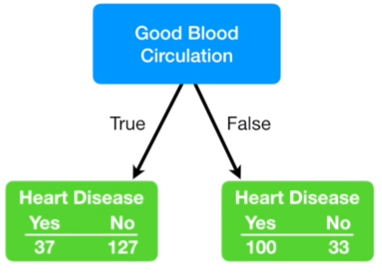 Good Blood
Circulation
True False
Heart Disease
Yes No
37 127
Heart Disease
Yes No
100 33